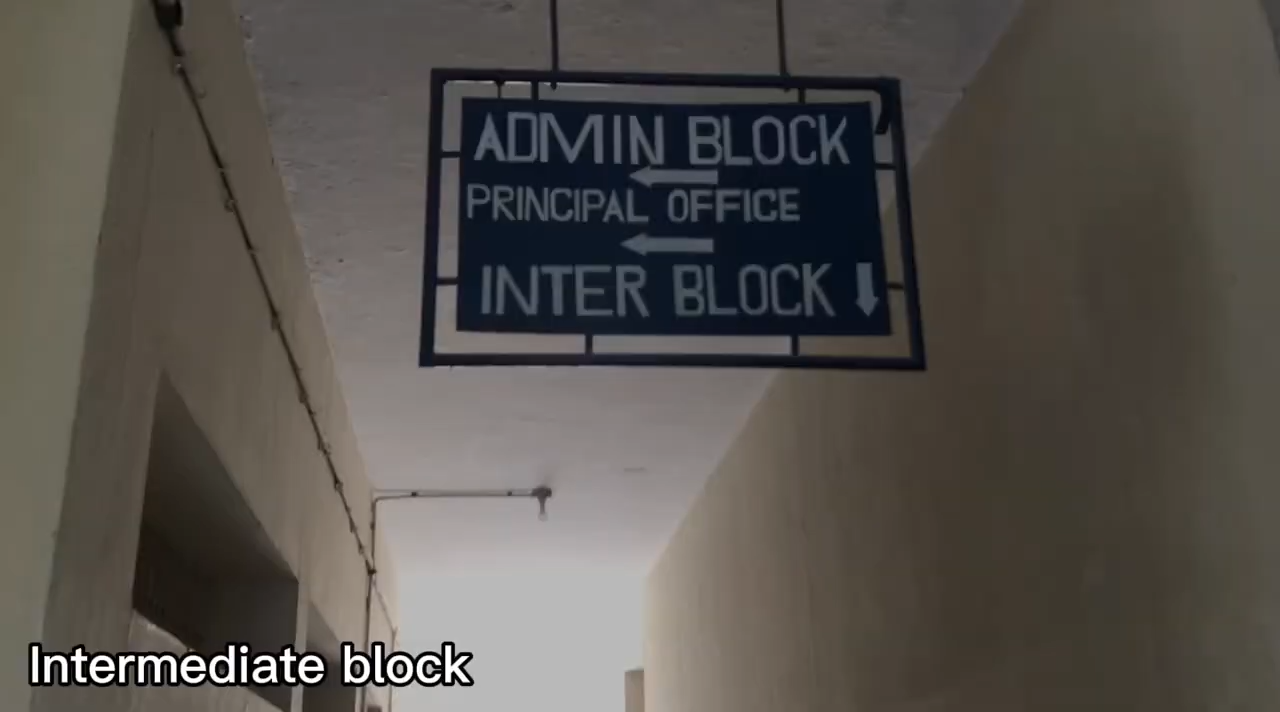 ADMIN BLOCK
PRINCIPAL OFFICE
INTER BLOCK
Intermediate block